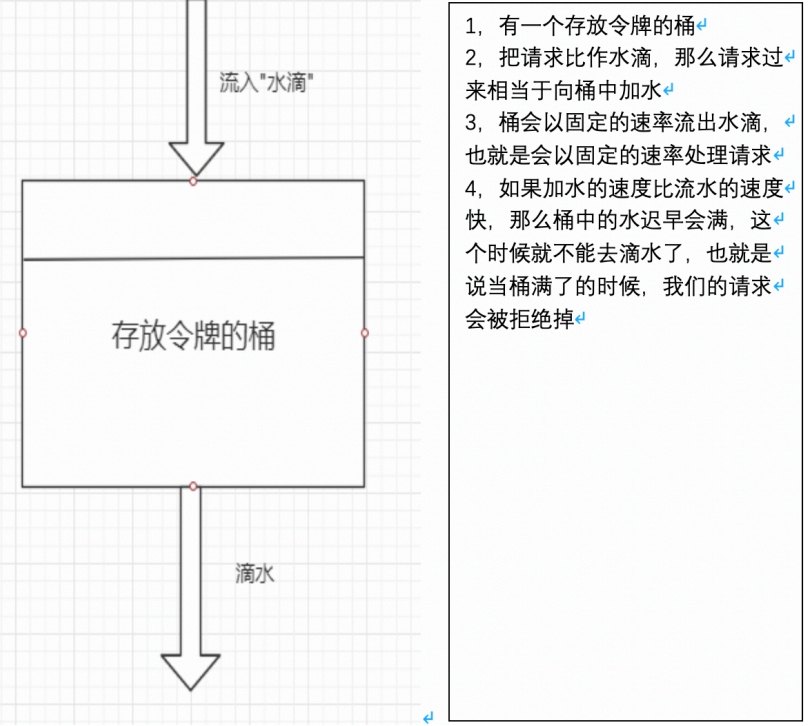 流入"水滴"
存放令牌的桶
滴水
1，有一个存放令牌的桶
2，把请求比作水滴，那么请求过
来相当于向桶中加水
3，桶会以固定的速率流出水滴，
也就是会以固定的速率处理请求
4，如果加水的速度比流水的速度
快，那么桶中的水迟早会满，这
个时候就不能去滴水了，也就是
说当桶满了的时候，我们的请求
会被拒绝掉